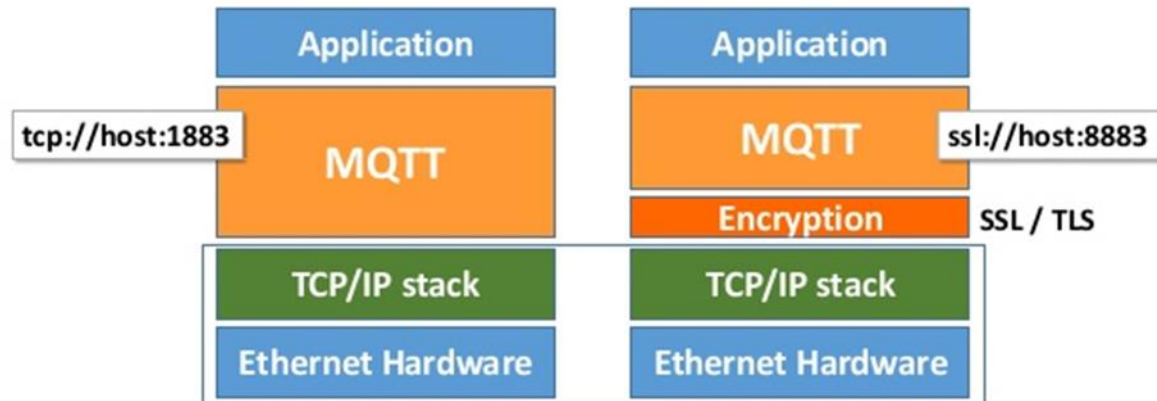 Application
Application
tcp://host:1883
MQTT
MQTT
ssl://host:8883
Encryption
SSL / TLS
TCP/IP stack
TCP/IP stack
Ethernet Hardware
Ethernet Hardware